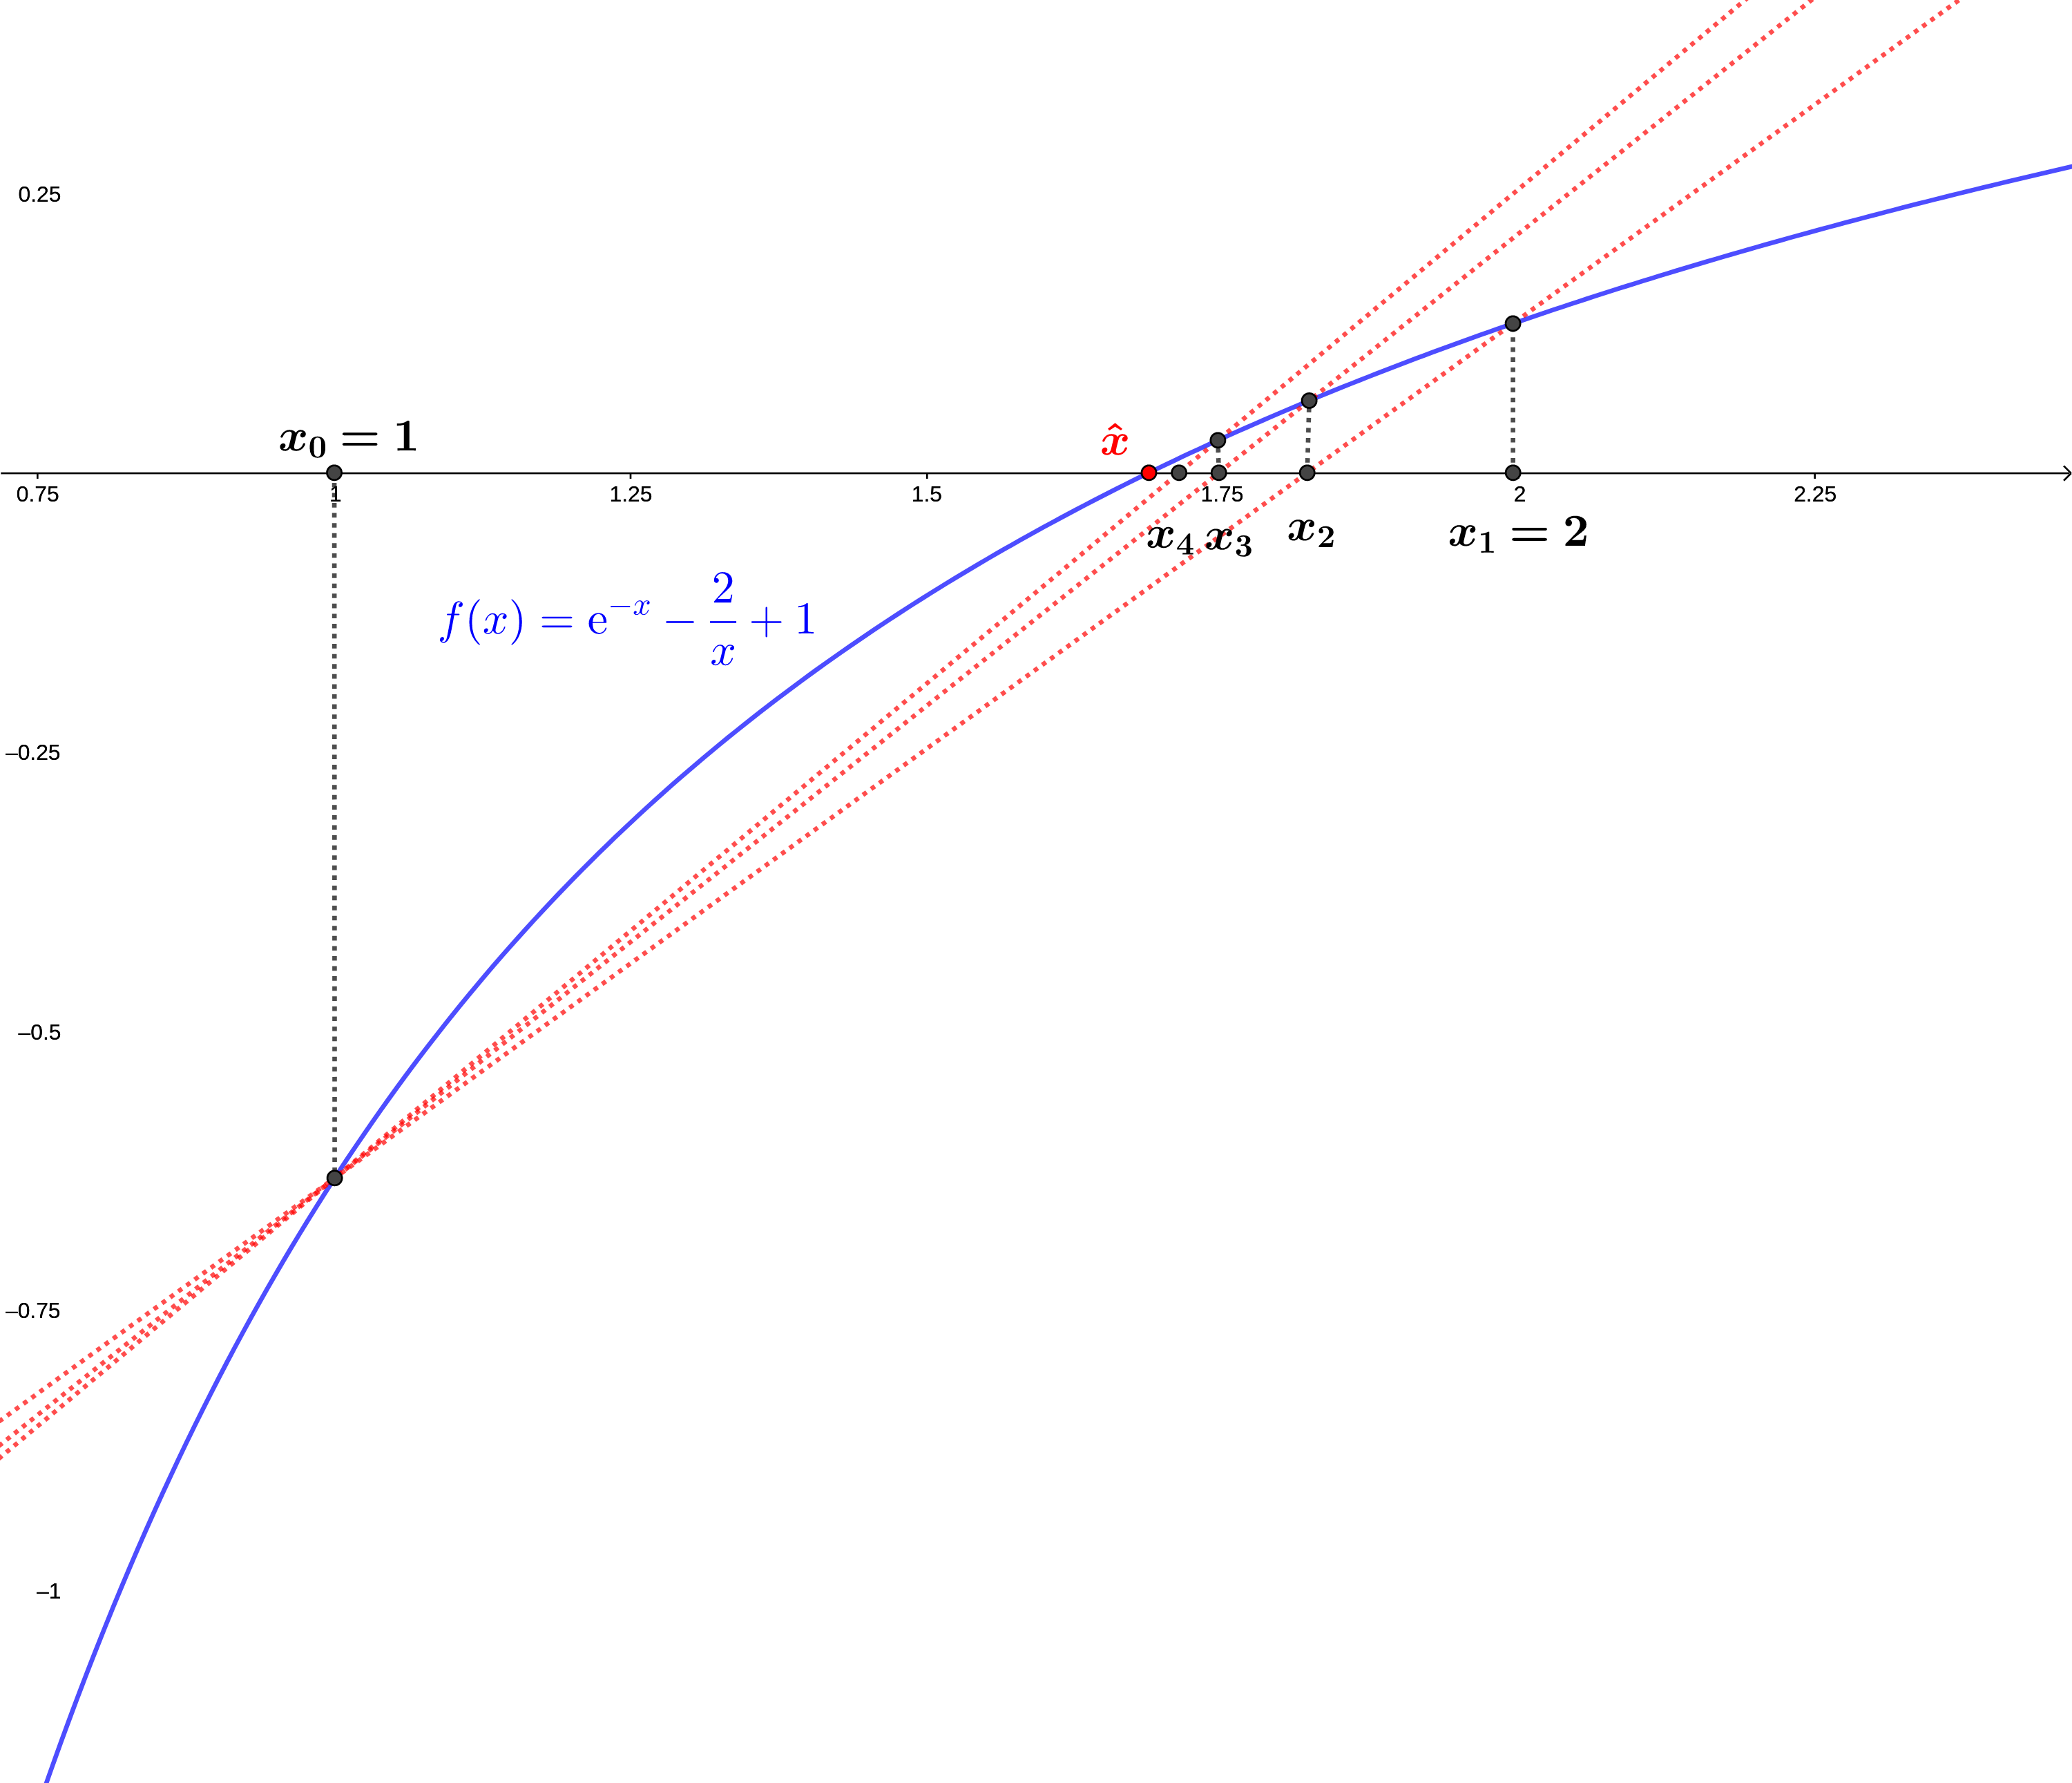 0.25
x₀ = 1
x̂
0.75 1 1.25 1.5 1.75 2 2.25
x₄ x₃ x₂ x₁ = 2
f(x) = e⁻ˣ − 2/x + 1
–0.25
–0.5
–0.75
–1